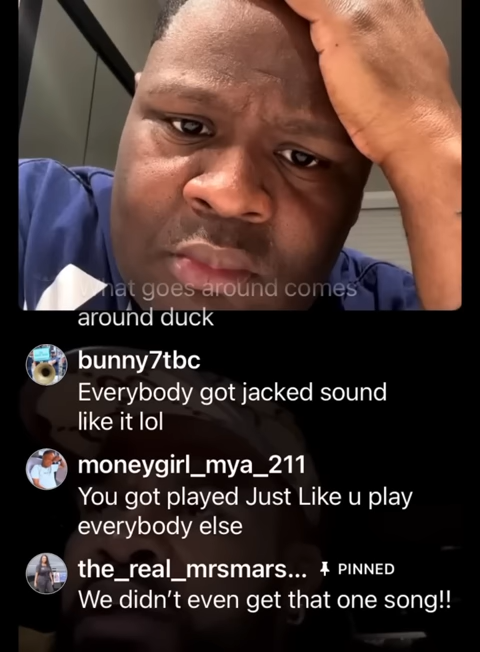 What goes around comes
around duck
bunny7tbc
Everybody got jacked sound
like it lol
moneygirl_mya_211
You got played Just Like u play
everybody else
the_real_mrsmars... PINNED
We didn’t even get that one song!!